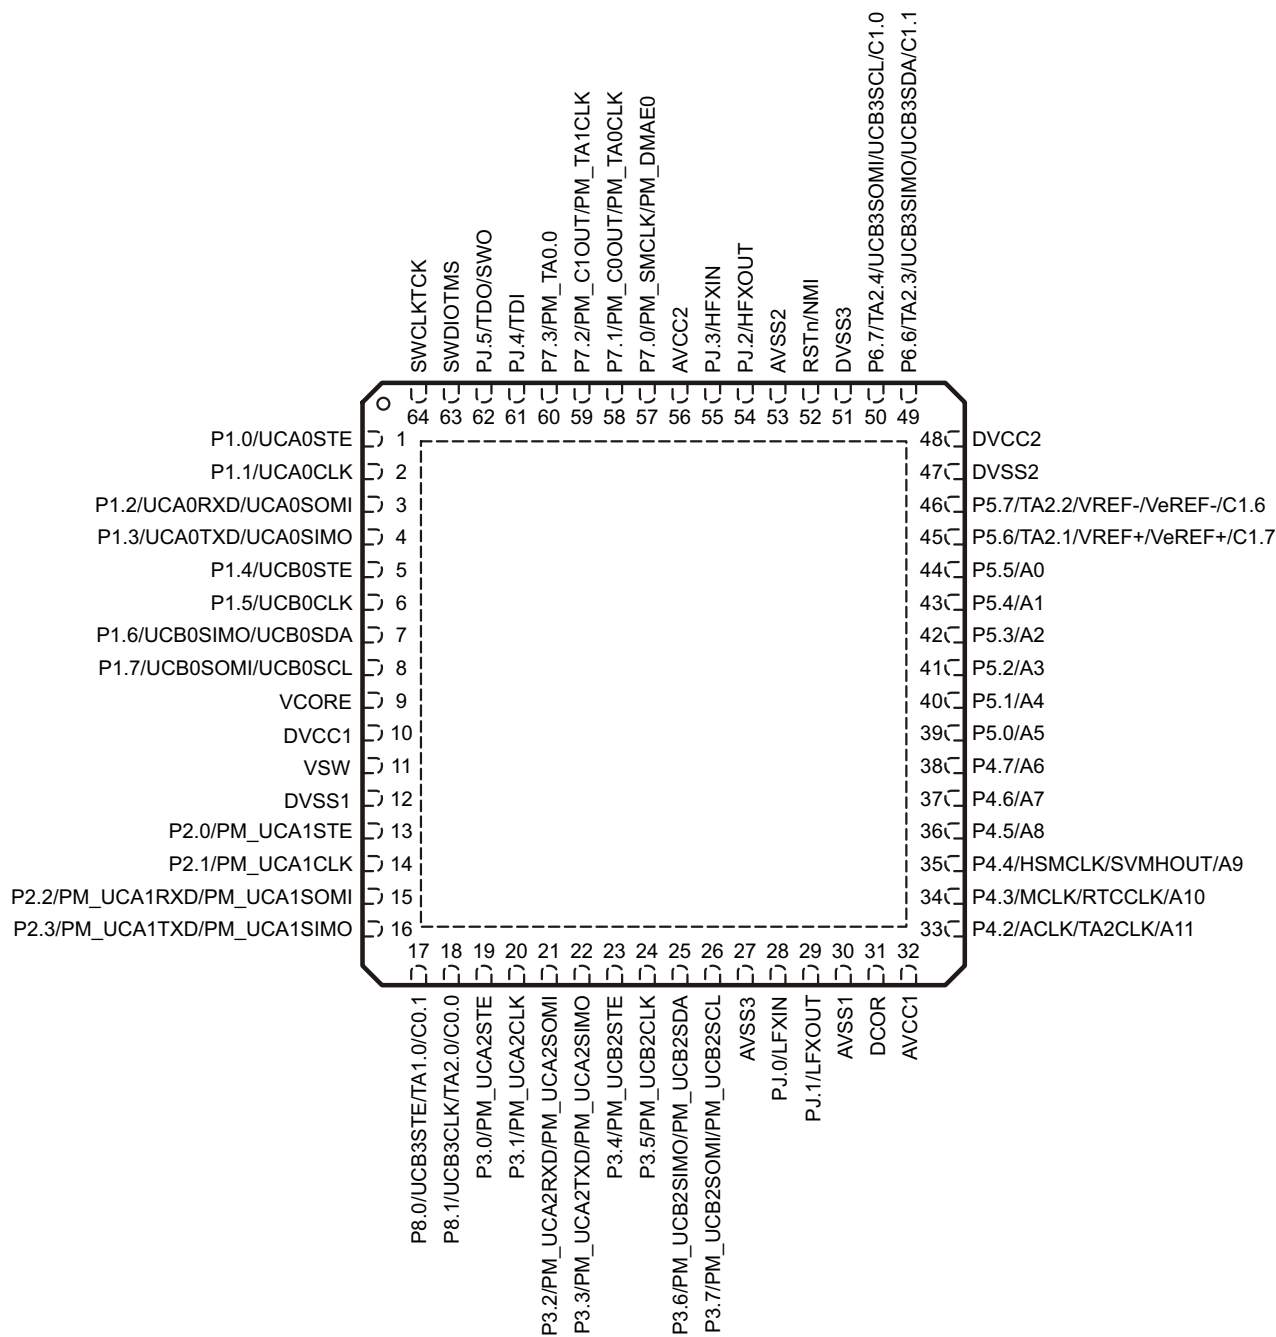 SWCLKTCK
SWDIOTMS
PJ.5/TDO/SWO
PJ.4/TDI
P7.3/PM_TA0.0
P7.2/PM_C1OUT/PM_TA1CLK
P7.1/PM_C0OUT/PM_TA0CLK
P7.0/PM_SMCLK/PM_DMAE0
AVCC2
PJ.3/HFXIN
PJ.2/HFXOUT
AVSS2
RSTn/NMI
DVSS3
P6.7/TA2.4/UCB3SOMI/UCB3SCL/C1.0
P6.6/TA2.3/UCB3SIMO/UCB3SDA/C1.1
64 63 62 61 60 59 58 57 56 55 54 53 52 51 50 49
P1.0/UCA0STE 1
P1.1/UCA0CLK 2
P1.2/UCA0RXD/UCA0SOMI 3
P1.3/UCA0TXD/UCA0SIMO 4
P1.4/UCB0STE 5
P1.5/UCB0CLK 6
P1.6/UCB0SIMO/UCB0SDA 7
P1.7/UCB0SOMI/UCB0SCL 8
VCORE 9
DVCC1 10
VSW 11
DVSS1 12
P2.0/PM_UCA1STE 13
P2.1/PM_UCA1CLK 14
P2.2/PM_UCA1RXD/PM_UCA1SOMI 15
P2.3/PM_UCA1TXD/PM_UCA1SIMO 16
48 DVCC2
47 DVSS2
46 P5.7/TA2.2/VREF-/VeREF-/C1.6
45 P5.6/TA2.1/VREF+/VeREF+/C1.7
44 P5.5/A0
43 P5.4/A1
42 P5.3/A2
41 P5.2/A3
40 P5.1/A4
39 P5.0/A5
38 P4.7/A6
37 P4.6/A7
36 P4.5/A8
35 P4.4/HSMCLK/SVMHOUT/A9
34 P4.3/MCLK/RTCCLK/A10
33 P4.2/ACLK/TA2CLK/A11
17 18 19 20 21 22 23 24 25 26 27 28 29 30 31 32
P8.0/UCB3STE/TA1.0/C0.1
P8.1/UCB3CLK/TA2.0/C0.0
P3.0/PM_UCA2STE
P3.1/PM_UCA2CLK
P3.2/PM_UCA2RXD/PM_UCA2SOMI
P3.3/PM_UCA2TXD/PM_UCA2SIMO
P3.4/PM_UCB2STE
P3.5/PM_UCB2CLK
P3.6/PM_UCB2SIMO/PM_UCB2SDA
P3.7/PM_UCB2SOMI/PM_UCB2SCL
AVSS3
PJ.0/LFXIN
PJ.1/LFXOUT
AVSS1
DCOR
AVCC1